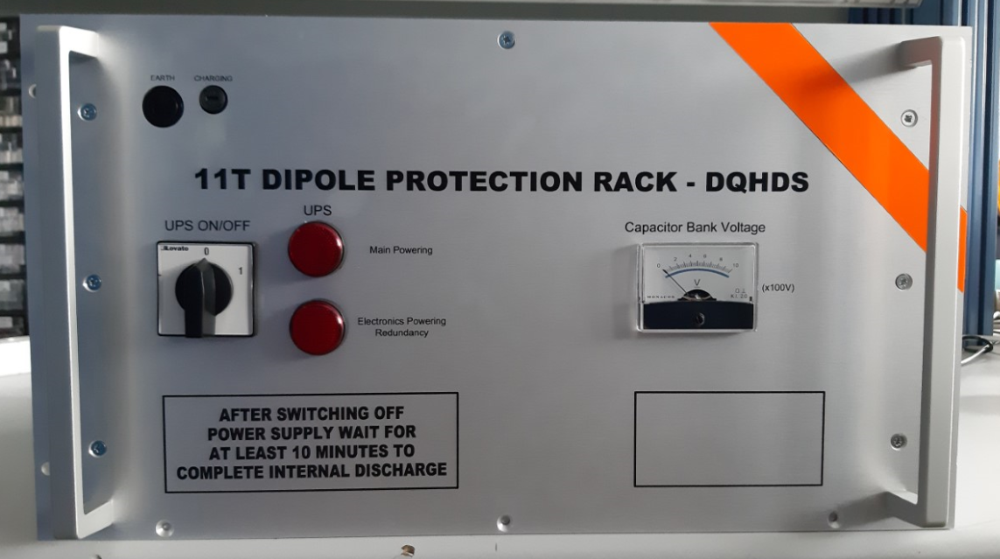 EARTH
CHARGING
11T DIPOLE PROTECTION RACK - DQHDS
UPS ON/OFF
UPS
Lovato
0
1
Main Powering
Electronics Powering
Redundancy
Capacitor Bank Voltage
0 2 4 6 8 10
V
MONACOR
(x100V)
AFTER SWITCHING OFF
POWER SUPPLY WAIT FOR
AT LEAST 10 MINUTES TO
COMPLETE INTERNAL DISCHARGE